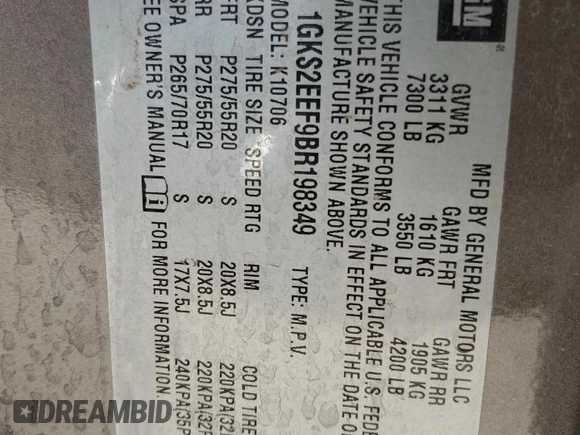 GM
MFD BY GENERAL MOTORS LLC
GVWR GAWR FRT GAWR RR
3311 KG 1610 KG 1905 KG
7300 LB 3550 LB 4200 LB
THIS VEHICLE CONFORMS TO ALL APPLICABLE U.S. FEDE
VEHICLE SAFETY STANDARDS IN EFFECT ON THE DATE O
MANUFACTURE SHOWN ABOVE.
1GKS2EEF9BR198349 TYPE: M.P.V.
MODEL: K10706
KDSN TIRE SIZE SPEED RTG RIM COLD TIRE
FRT P275/55R20 S 20X8.5J 220KPA(32
RR P275/55R20 S 20X8.5J 220KPA(32P
SPA P265/70R17 S 17X7.5J 240KPA(35P
EE OWNER'S MANUAL i FOR MORE INFORMATION.
DREAMBID